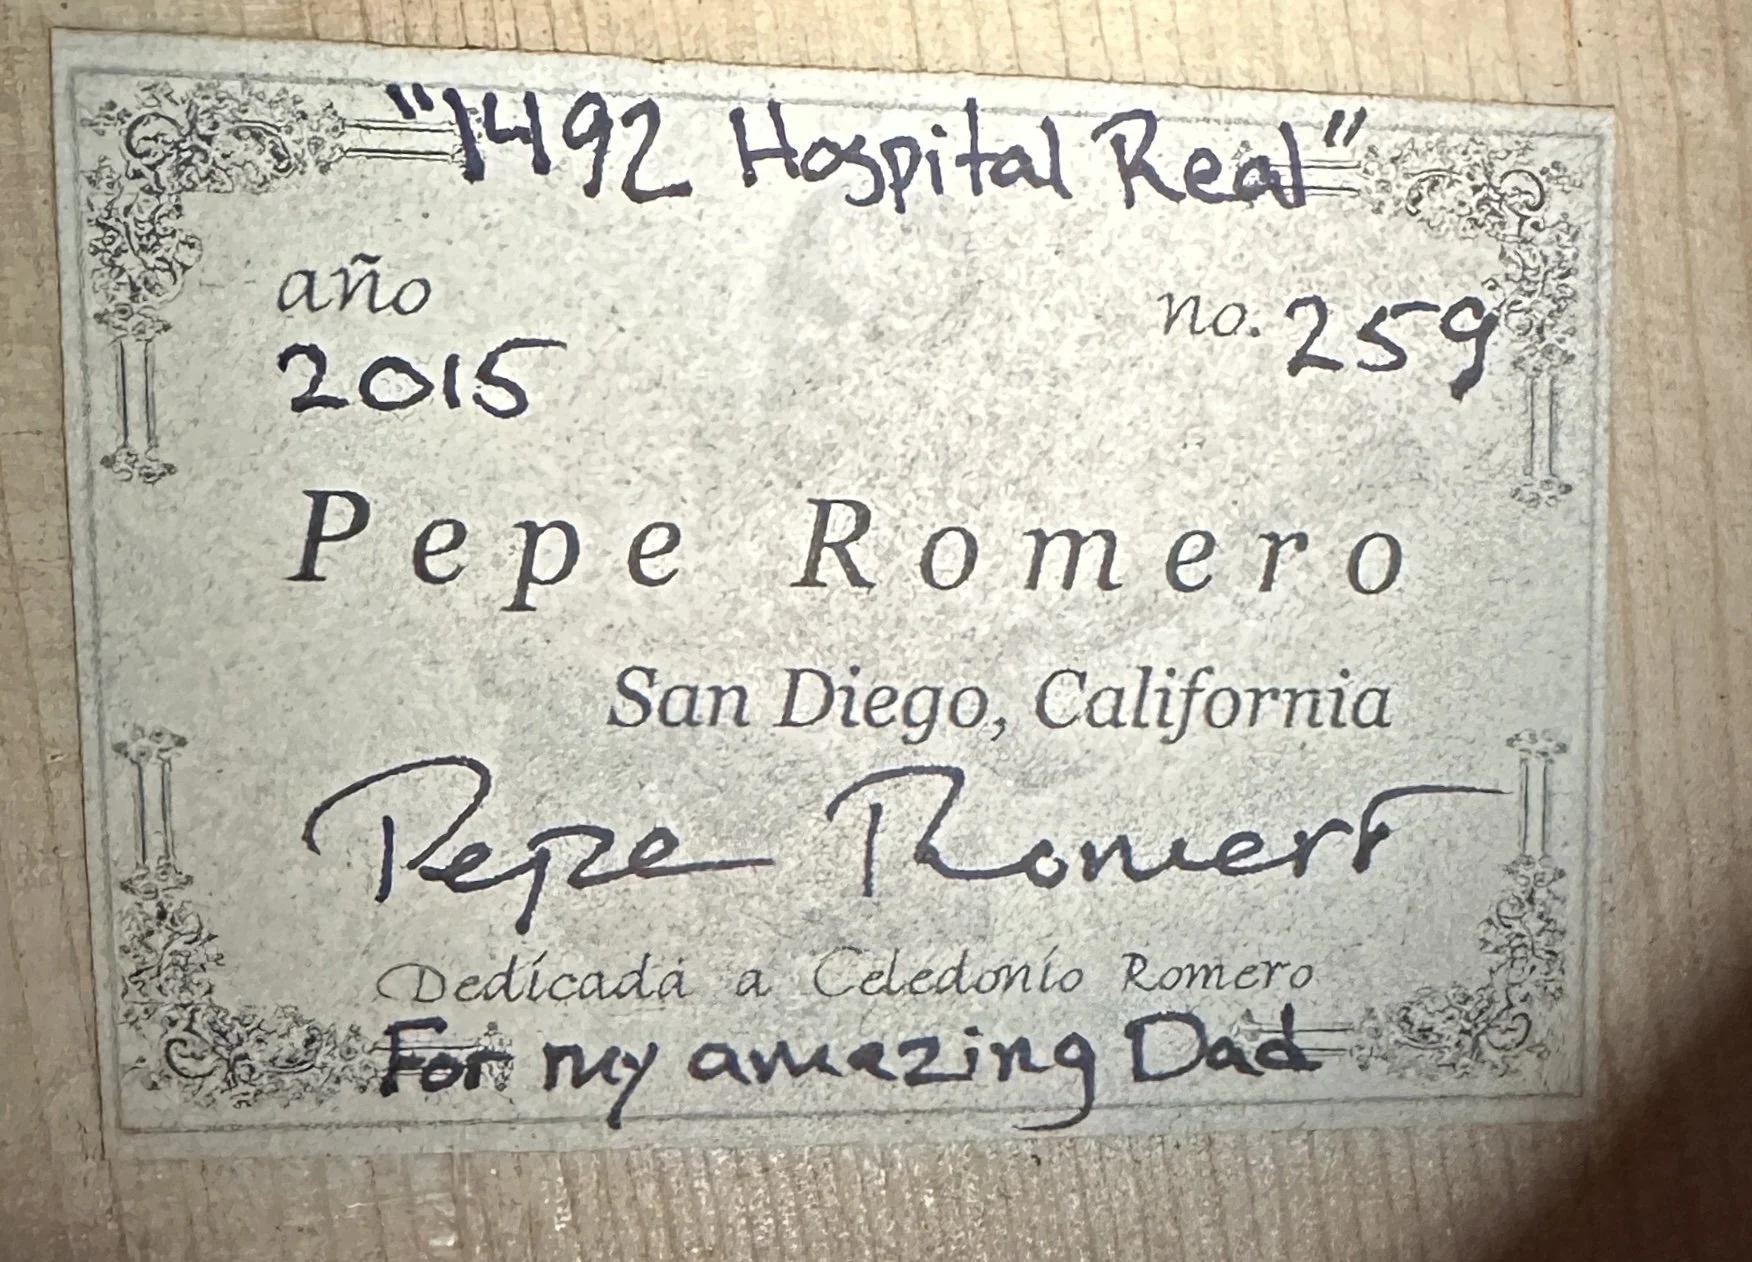 "1492 Hospital Real"
año no. 259
2015
Pepe Romero
San Diego, California
Pepe Romero
Dedicada a Celedonio Romero
For my amazing Dad